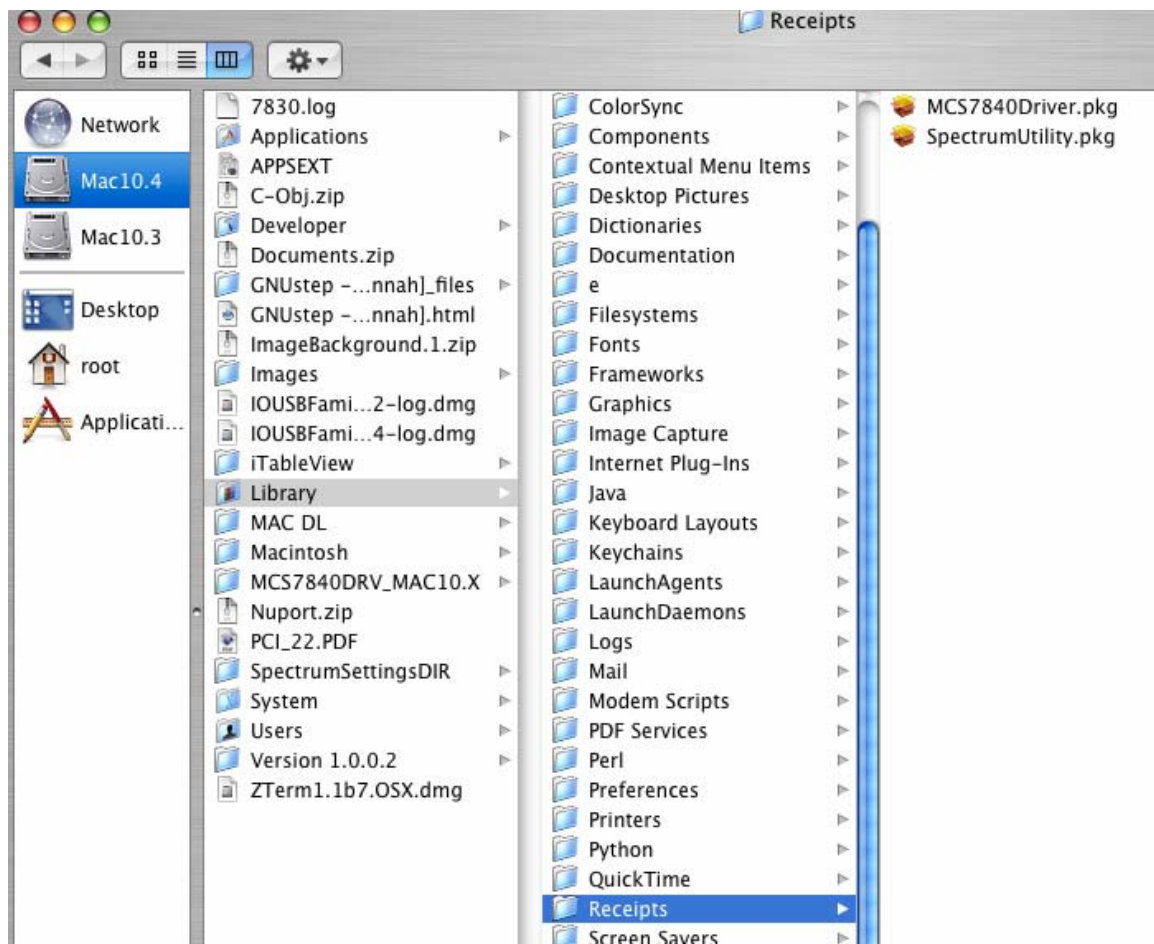 Receipts
Network
Mac10.4
Mac10.3
Desktop
root
Applicati...
7830.log
Applications
APPSEXT
C-Obj.zip
Developer
Documents.zip
GNUstep -...nnah]_files
GNUstep -...nnah].html
ImageBackground.1.zip
Images
IOUSBFami...2-log.dmg
IOUSBFami...4-log.dmg
iTableView
Library
MAC DL
Macintosh
MCS7840DRV_MAC10.X
Nuport.zip
PCI_22.PDF
SpectrumSettingsDIR
System
Users
Version 1.0.0.2
ZTerm1.1b7.OSX.dmg
ColorSync
Components
Contextual Menu Items
Desktop Pictures
Dictionaries
Documentation
e
Filesystems
Fonts
Frameworks
Graphics
Image Capture
Internet Plug-Ins
Java
Keyboard Layouts
Keychains
LaunchAgents
LaunchDaemons
Logs
Mail
Modem Scripts
PDF Services
Perl
Preferences
Printers
Python
QuickTime
Receipts
Screen Savers
MCS7840Driver.pkg
SpectrumUtility.pkg